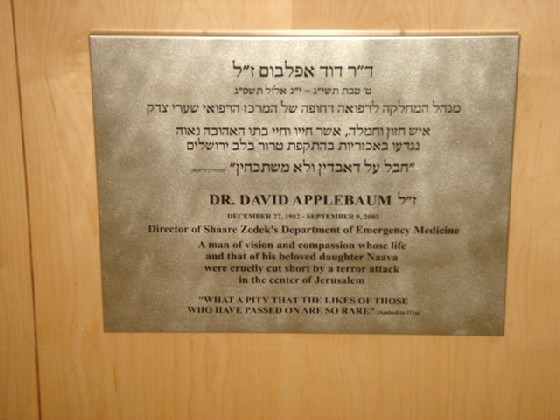 ד"ר דוד אפלבום ז"ל
ט' טבת תשי"ג - י"ג אלול תשס"ג
מנהל המחלקה לרפואה דחופה של המרכז הרפואי שערי צדק
איש חזון וחמלה, אשר חייו וחיי בתו האהובה נאוה
נגדעו באכזריות בהתקפת טרור בלב ירושלים
"חבל על דאבדין ולא משתכחין"
DR. DAVID APPLEBAUM ז"ל
DECEMBER 27, 1952 - SEPTEMBER 9, 2003
Director of Shaare Zedek's Department of Emergency Medicine
A man of vision and compassion whose life
and that of his beloved daughter Naava
were cruelly cut short by a terror attack
in the center of Jerusalem
"WHAT A PITY THAT THE LIKES OF THOSE
WHO HAVE PASSED ON ARE SO RARE"